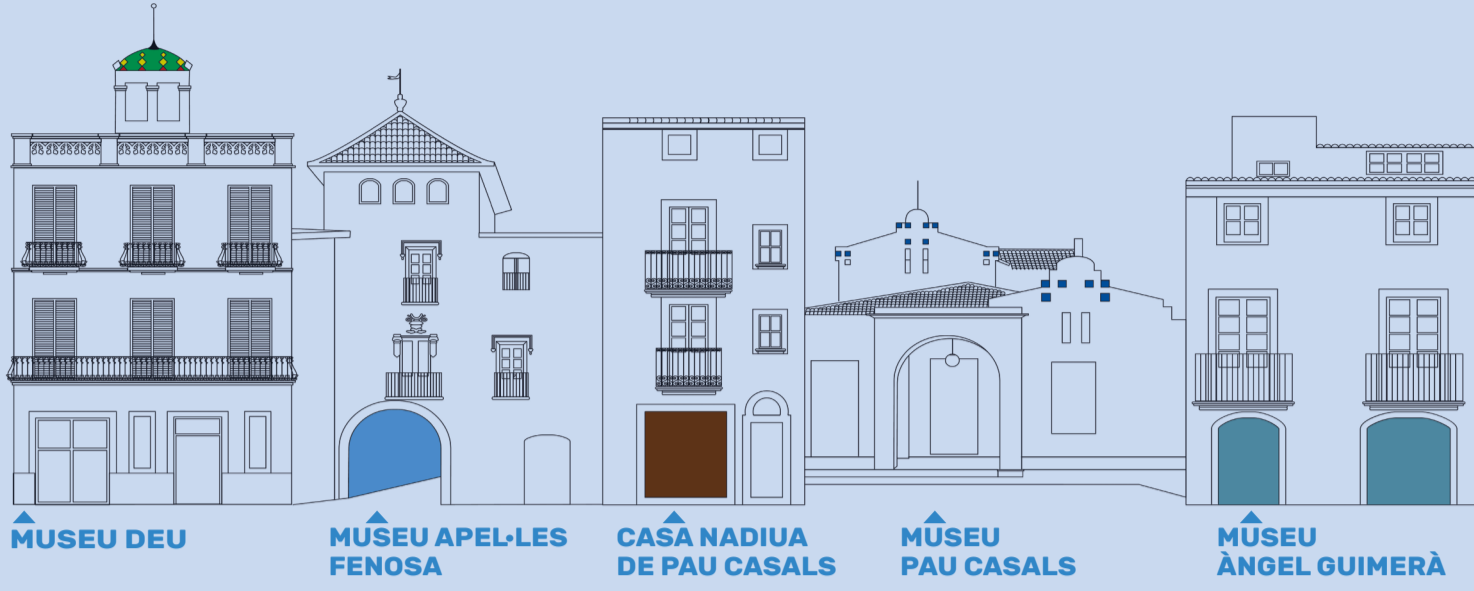 MUSEU DEU
MUSEU APEL•LES
FENOSA
CASA NADIUA
DE PAU CASALS
MUSEU
PAU CASALS
MUSEU
ÀNGEL GUIMERÀ